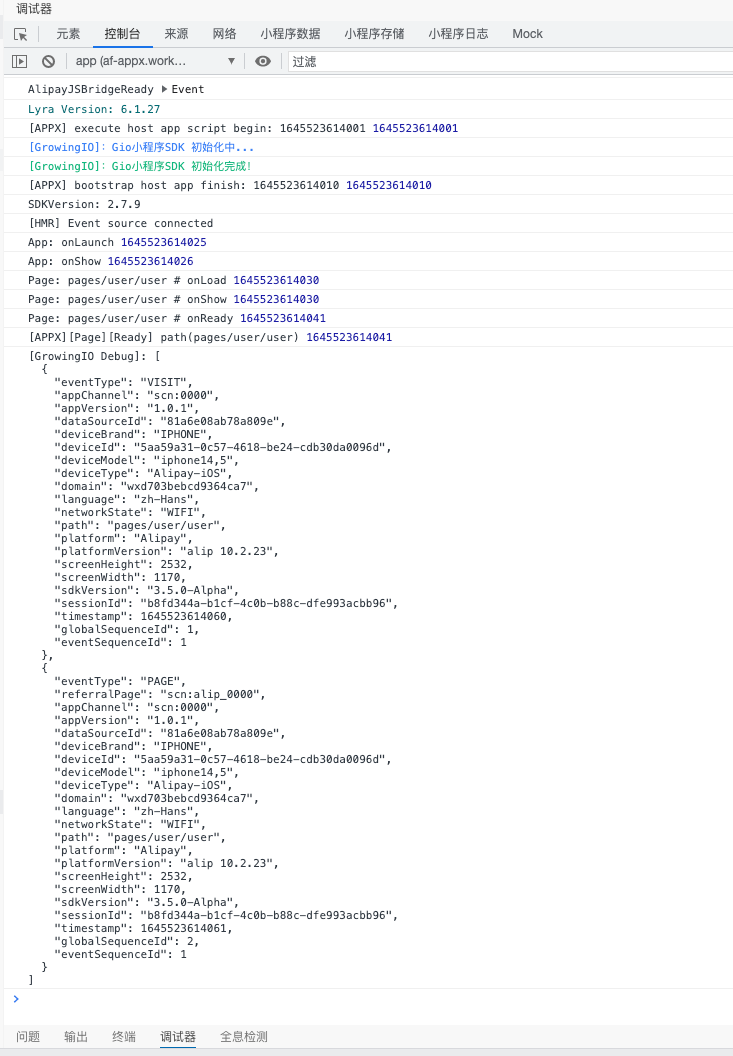 调试器
元素 控制台 来源 网络 小程序数据 小程序存储 小程序日志 Mock
app (af-appx.work… ▼ 过滤
AlipayJSBridgeReady ▶ Event
Lyra Version: 6.1.27
[APPX] execute host app script begin: 1645523614001 1645523614001
[GrowingIO]: Gio小程序SDK 初始化中...
[GrowingIO]: Gio小程序SDK 初始化完成!
[APPX] bootstrap host app finish: 1645523614010 1645523614010
SDKVersion: 2.7.9
[HMR] Event source connected
App: onLaunch 1645523614025
App: onShow 1645523614026
Page: pages/user/user # onLoad 1645523614030
Page: pages/user/user # onShow 1645523614030
Page: pages/user/user # onReady 1645523614041
[APPX][Page][Ready] path(pages/user/user) 1645523614041
[GrowingIO Debug]: [
{
"eventType": "VISIT",
"appChannel": "scn:0000",
"appVersion": "1.0.1",
"dataSourceId": "81a6e08ab78a809e",
"deviceBrand": "IPHONE",
"deviceId": "5aa59a31-0c57-4618-be24-cdb30da0096d",
"deviceModel": "iphone14,5",
"deviceType": "Alipay-iOS",
"domain": "wxd703bebcd9364ca7",
"language": "zh-Hans",
"networkState": "WIFI",
"path": "pages/user/user",
"platform": "Alipay",
"platformVersion": "alip 10.2.23",
"screenHeight": 2532,
"screenWidth": 1170,
"sdkVersion": "3.5.0-Alpha",
"sessionId": "b8fd344a-b1cf-4c0b-b88c-dfe993acbb96",
"timestamp": 1645523614060,
"globalSequenceId": 1,
"eventSequenceId": 1
},
{
"eventType": "PAGE",
"referralPage": "scn:alip_0000",
"appChannel": "scn:0000",
"appVersion": "1.0.1",
"dataSourceId": "81a6e08ab78a809e",
"deviceBrand": "IPHONE",
"deviceId": "5aa59a31-0c57-4618-be24-cdb30da0096d",
"deviceModel": "iphone14,5",
"deviceType": "Alipay-iOS",
"domain": "wxd703bebcd9364ca7",
"language": "zh-Hans",
"networkState": "WIFI",
"path": "pages/user/user",
"platform": "Alipay",
"platformVersion": "alip 10.2.23",
"screenHeight": 2532,
"screenWidth": 1170,
"sdkVersion": "3.5.0-Alpha",
"sessionId": "b8fd344a-b1cf-4c0b-b88c-dfe993acbb96",
"timestamp": 1645523614061,
"globalSequenceId": 2,
"eventSequenceId": 1
}
]
>
问题 输出 终端 调试器 全息检测